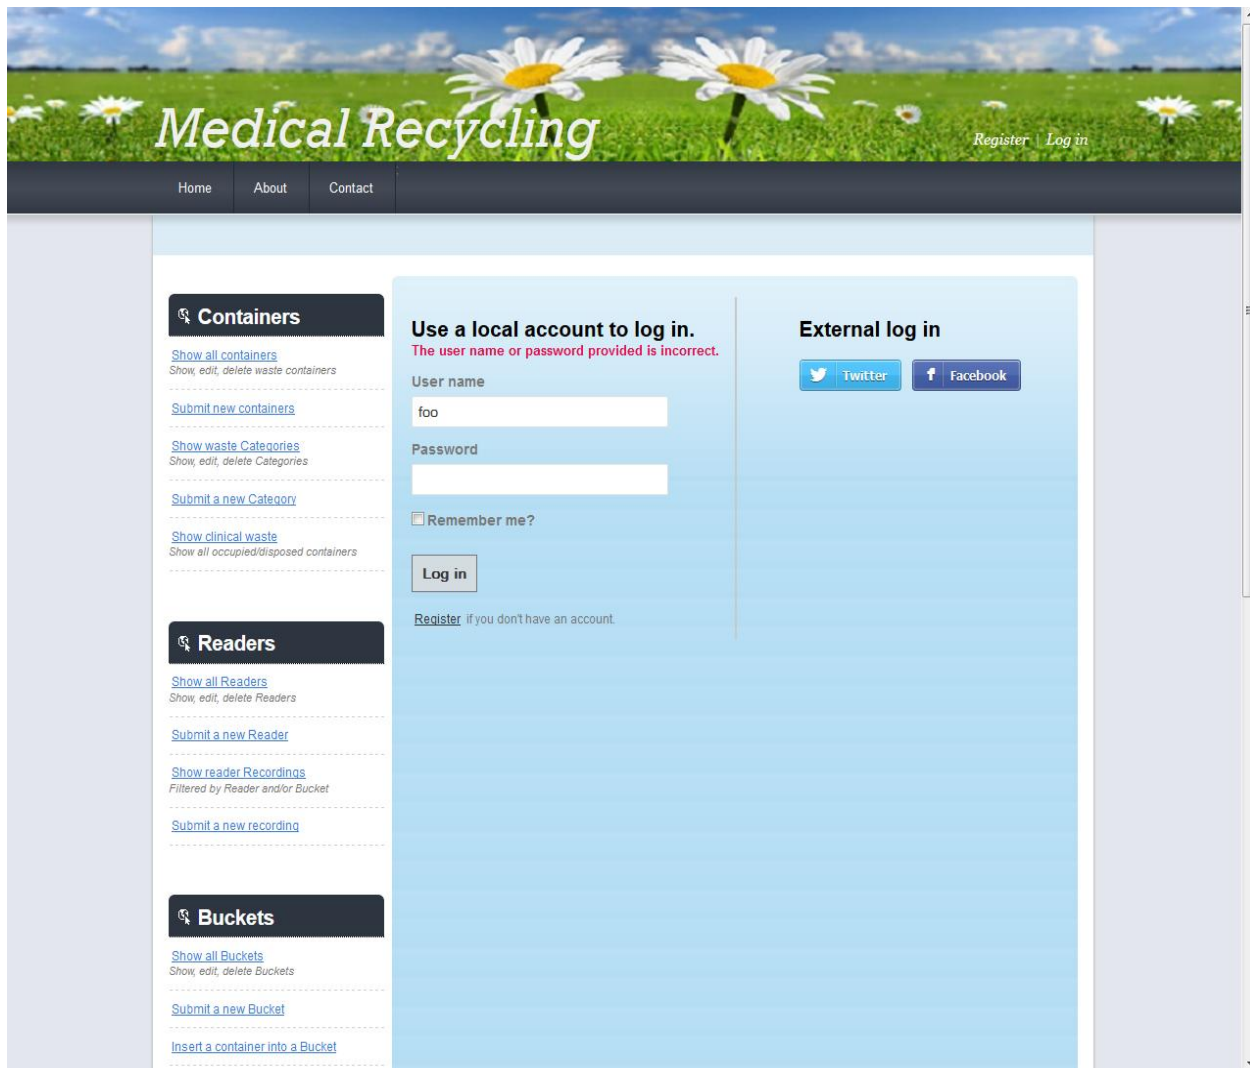 Medical Recycling
Register | Log in
Home About Contact
Containers
Show all containers
Show, edit, delete waste containers
Submit new containers
Show waste Categories
Show, edit, delete Categories
Submit a new Category
Show clinical waste
Show all occupied/disposed containers
Readers
Show all Readers
Show, edit, delete Readers
Submit a new Reader
Show reader Recordings
Filtered by Reader and/or Bucket
Submit a new recording
Buckets
Show all Buckets
Show, edit, delete Buckets
Submit a new Bucket
Insert a container into a Bucket
Use a local account to log in.
The user name or password provided is incorrect.
User name
foo
Password
Remember me?
Log in
Register if you don't have an account.
External log in
Twitter Facebook